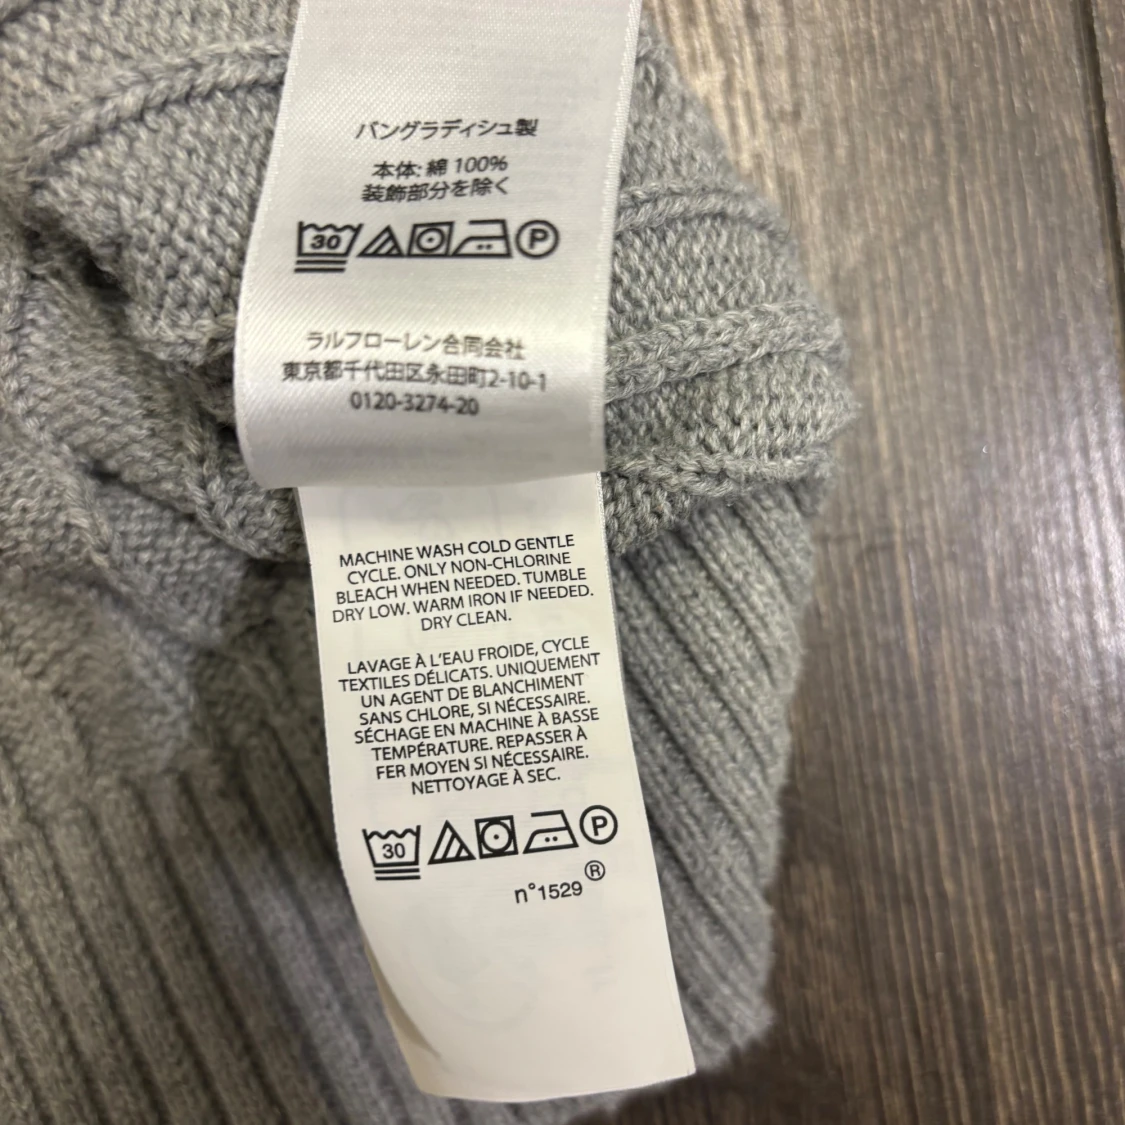 バングラディシュ製
本体: 綿 100%
装飾部分を除く
30 P
ラルフローレン合同会社
東京都千代田区永田町2-10-1
0120-3274-20
MACHINE WASH COLD GENTLE
CYCLE. ONLY NON-CHLORINE
BLEACH WHEN NEEDED. TUMBLE
DRY LOW. WARM IRON IF NEEDED.
DRY CLEAN.
LAVAGE À L'EAU FROIDE, CYCLE
TEXTILES DÉLICATS. UNIQUEMENT
UN AGENT DE BLANCHIMENT
SANS CHLORE, SI NÉCESSAIRE.
SÉCHAGE EN MACHINE À BASSE
TEMPÉRATURE. REPASSER À
FER MOYEN SI NÉCESSAIRE.
NETTOYAGE À SEC.
30 P
n°1529 ®